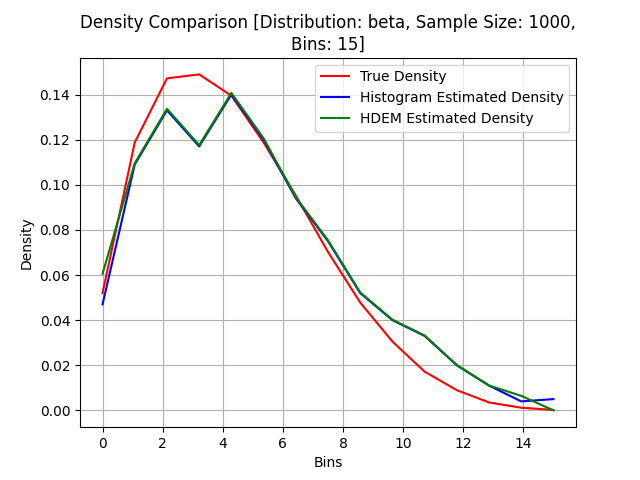 Density Comparison [Distribution: beta, Sample Size: 1000,
Bins: 15]
True Density
Histogram Estimated Density
HDEM Estimated Density
Density
0.14
0.12
0.10
0.08
0.06
0.04
0.02
0.00
0 2 4 6 8 10 12 14
Bins